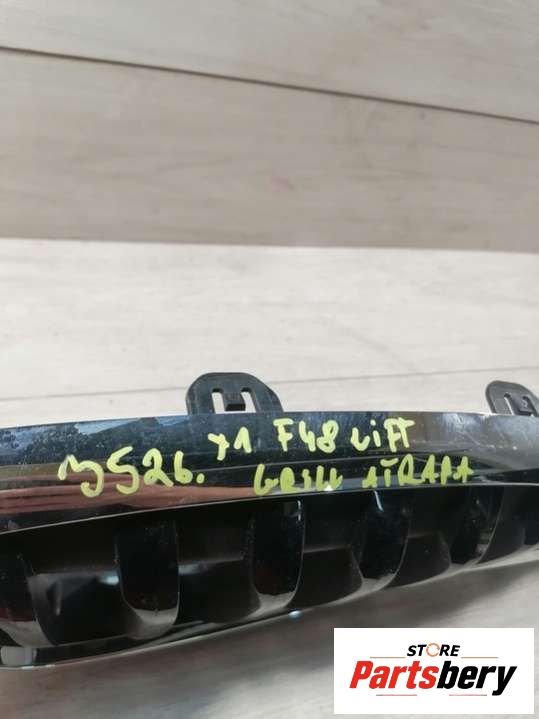 JS26. X1 F48 LIFT
GRILL ATRAPA
STORE
Partsbery